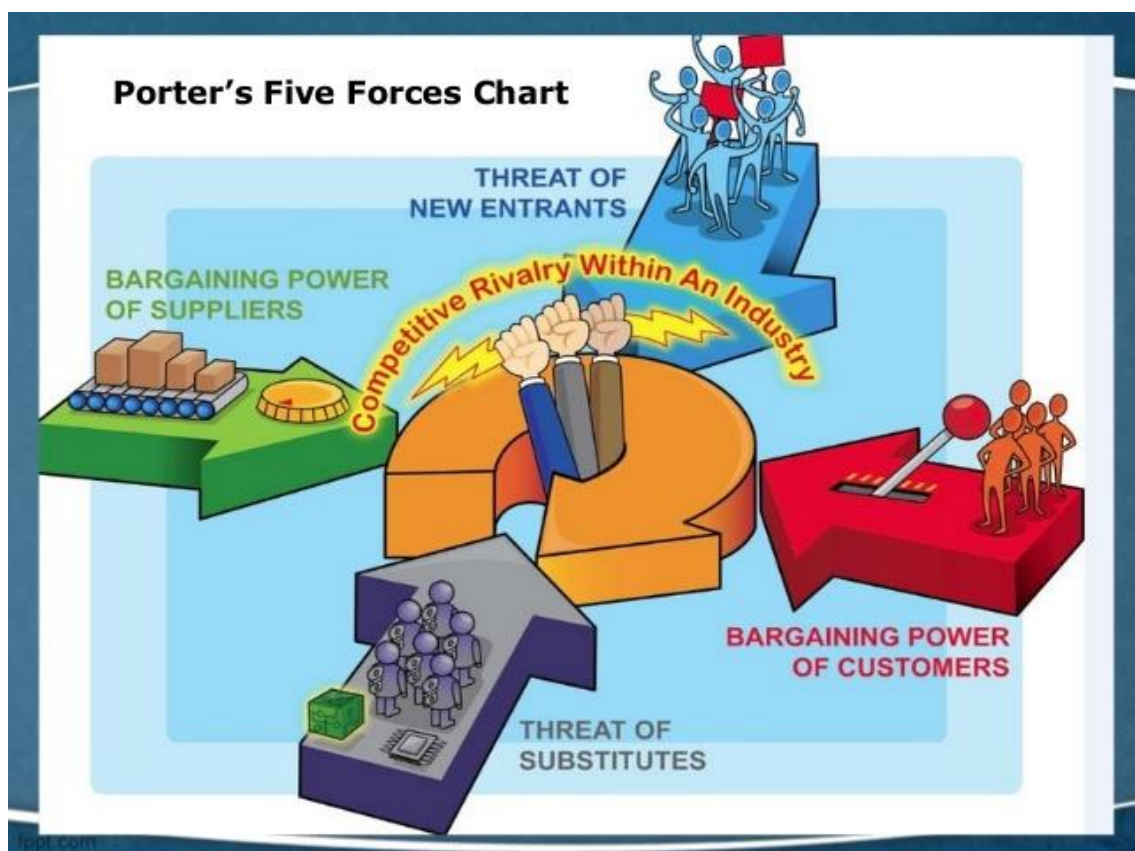 Porter's Five Forces Chart
THREAT OF
NEW ENTRANTS
BARGAINING POWER
OF SUPPLIERS
Competitive Rivalry Within An Industry
BARGAINING POWER
OF CUSTOMERS
THREAT OF
SUBSTITUTES
fppt.com